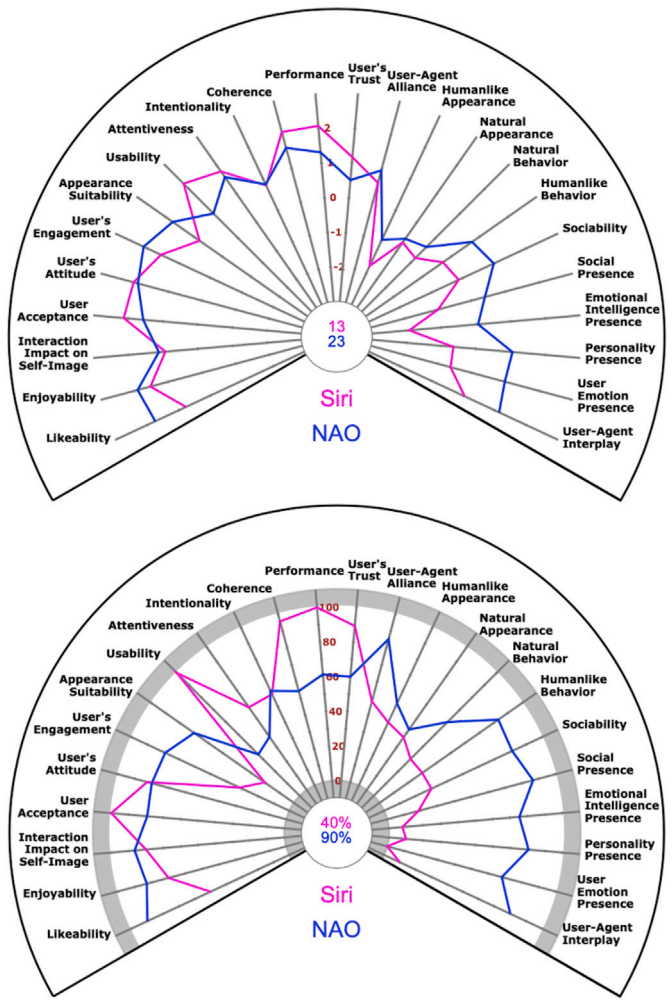 Performance
User's
Trust
User-Agent
Alliance
Humanlike
Appearance
Natural
Appearance
Natural
Behavior
Humanlike
Behavior
Sociability
Social
Presence
Emotional
Intelligence
Presence
Personality
Presence
User
Emotion
Presence
User-Agent
Interplay
Coherence
Intentionality
Attentiveness
Usability
Appearance
Suitability
User's
Engagement
User's
Attitude
User
Acceptance
Interaction
Impact on
Self-Image
Enjoyability
Likeability
2
1
0
-1
-2
13
23
Siri
NAO
Performance
User's
Trust
User-Agent
Alliance
Humanlike
Appearance
Natural
Appearance
Natural
Behavior
Humanlike
Behavior
Sociability
Social
Presence
Emotional
Intelligence
Presence
Personality
Presence
User
Emotion
Presence
User-Agent
Interplay
Coherence
Intentionality
Attentiveness
Usability
Appearance
Suitability
User's
Engagement
User's
Attitude
User
Acceptance
Interaction
Impact on
Self-Image
Enjoyability
Likeability
100
80
60
40
20
0
40%
90%
Siri
NAO